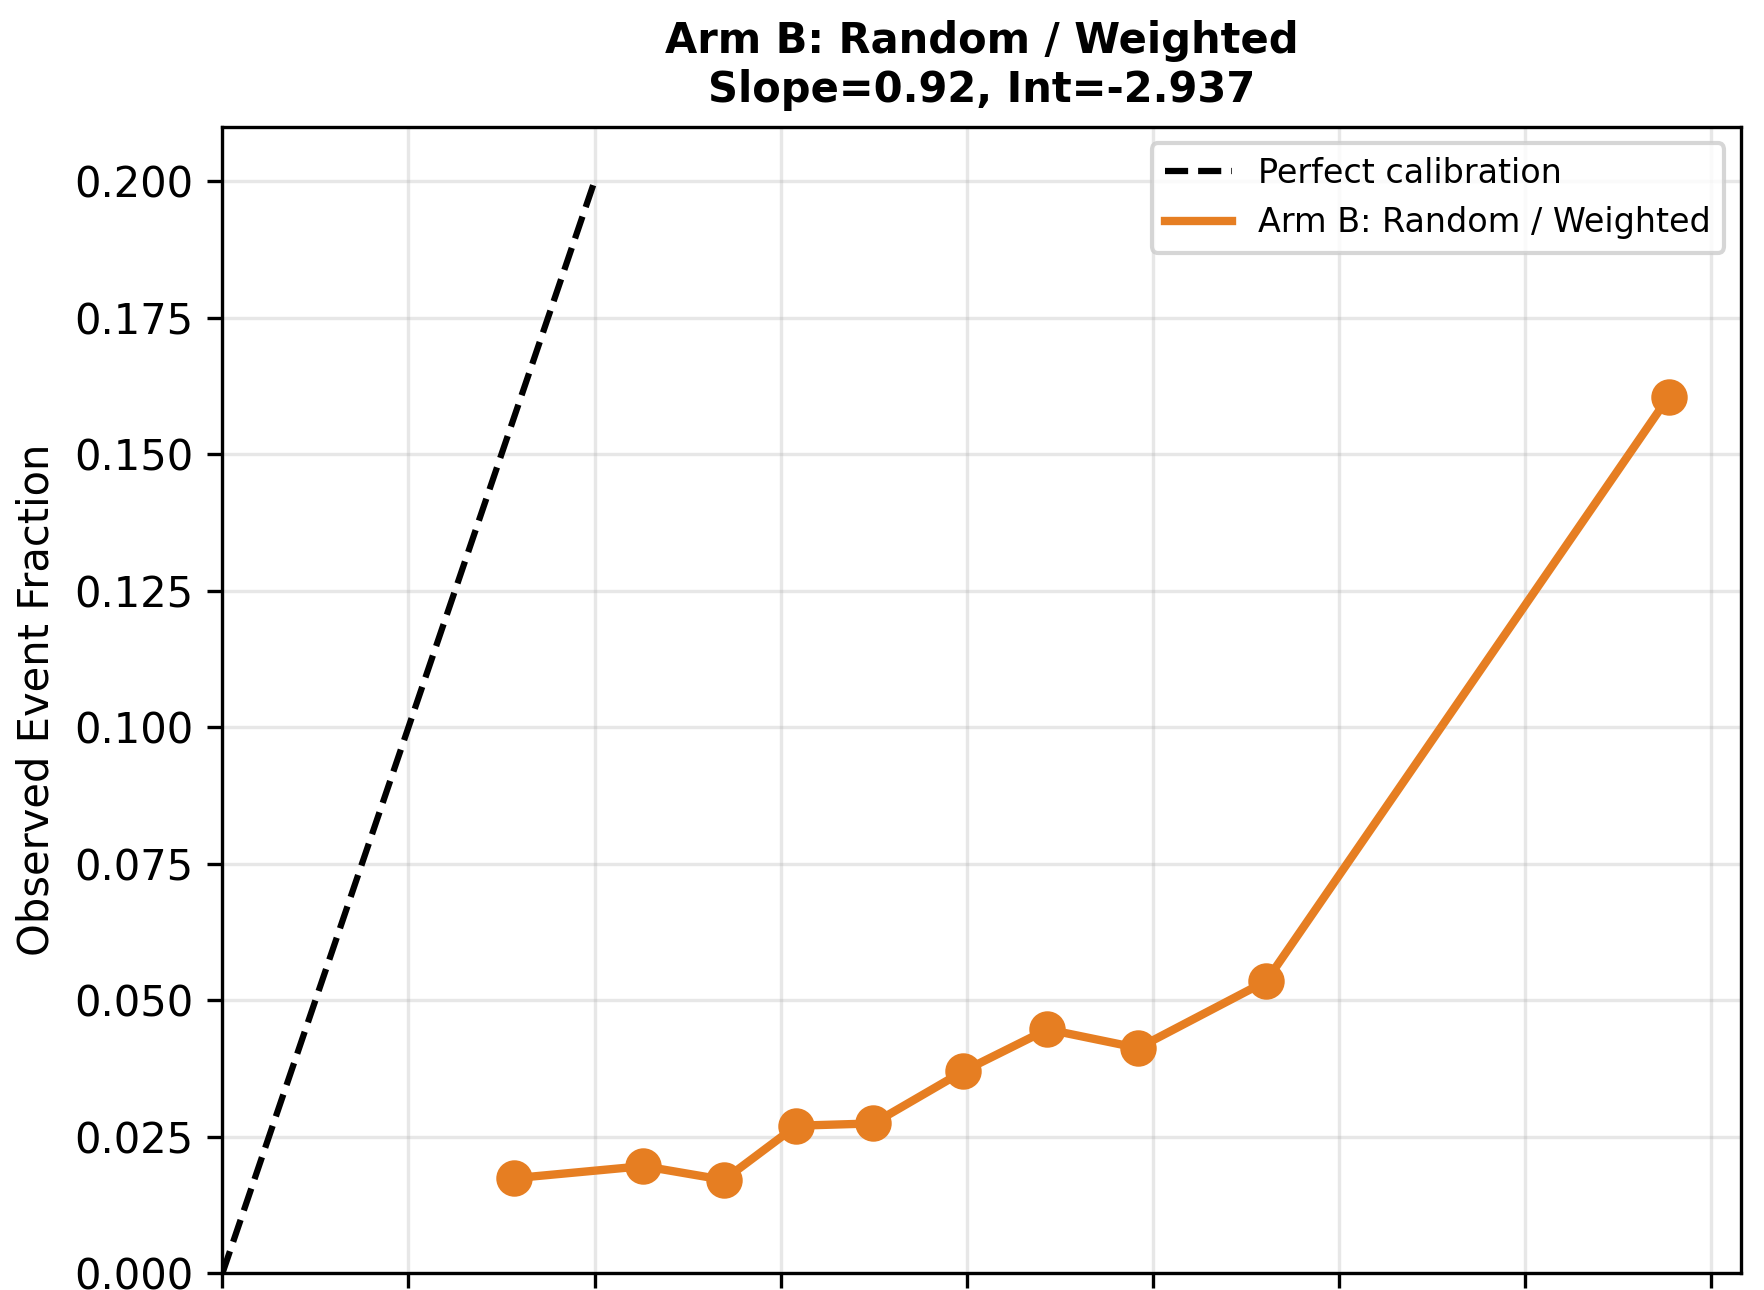 Arm B: Random / Weighted
Slope=0.92, Int=-2.937
Perfect calibration
Arm B: Random / Weighted
Observed Event Fraction
0.200
0.175
0.150
0.125
0.100
0.075
0.050
0.025
0.000